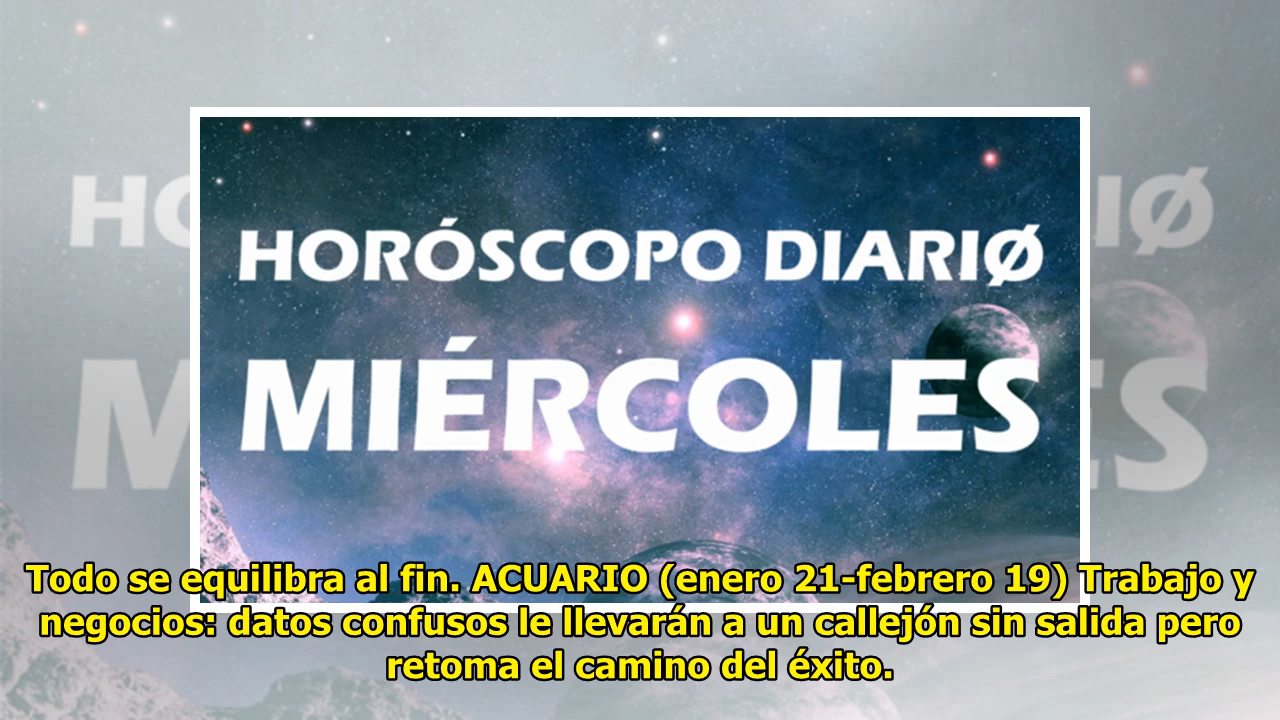 HORÓSCOPO DIARIØ
MIÉRCOLES
Todo se equilibra al fin. ACUARIO (enero 21-febrero 19) Trabajo y
negocios: datos confusos le llevarán a un callejón sin salida pero
retoma el camino del éxito.